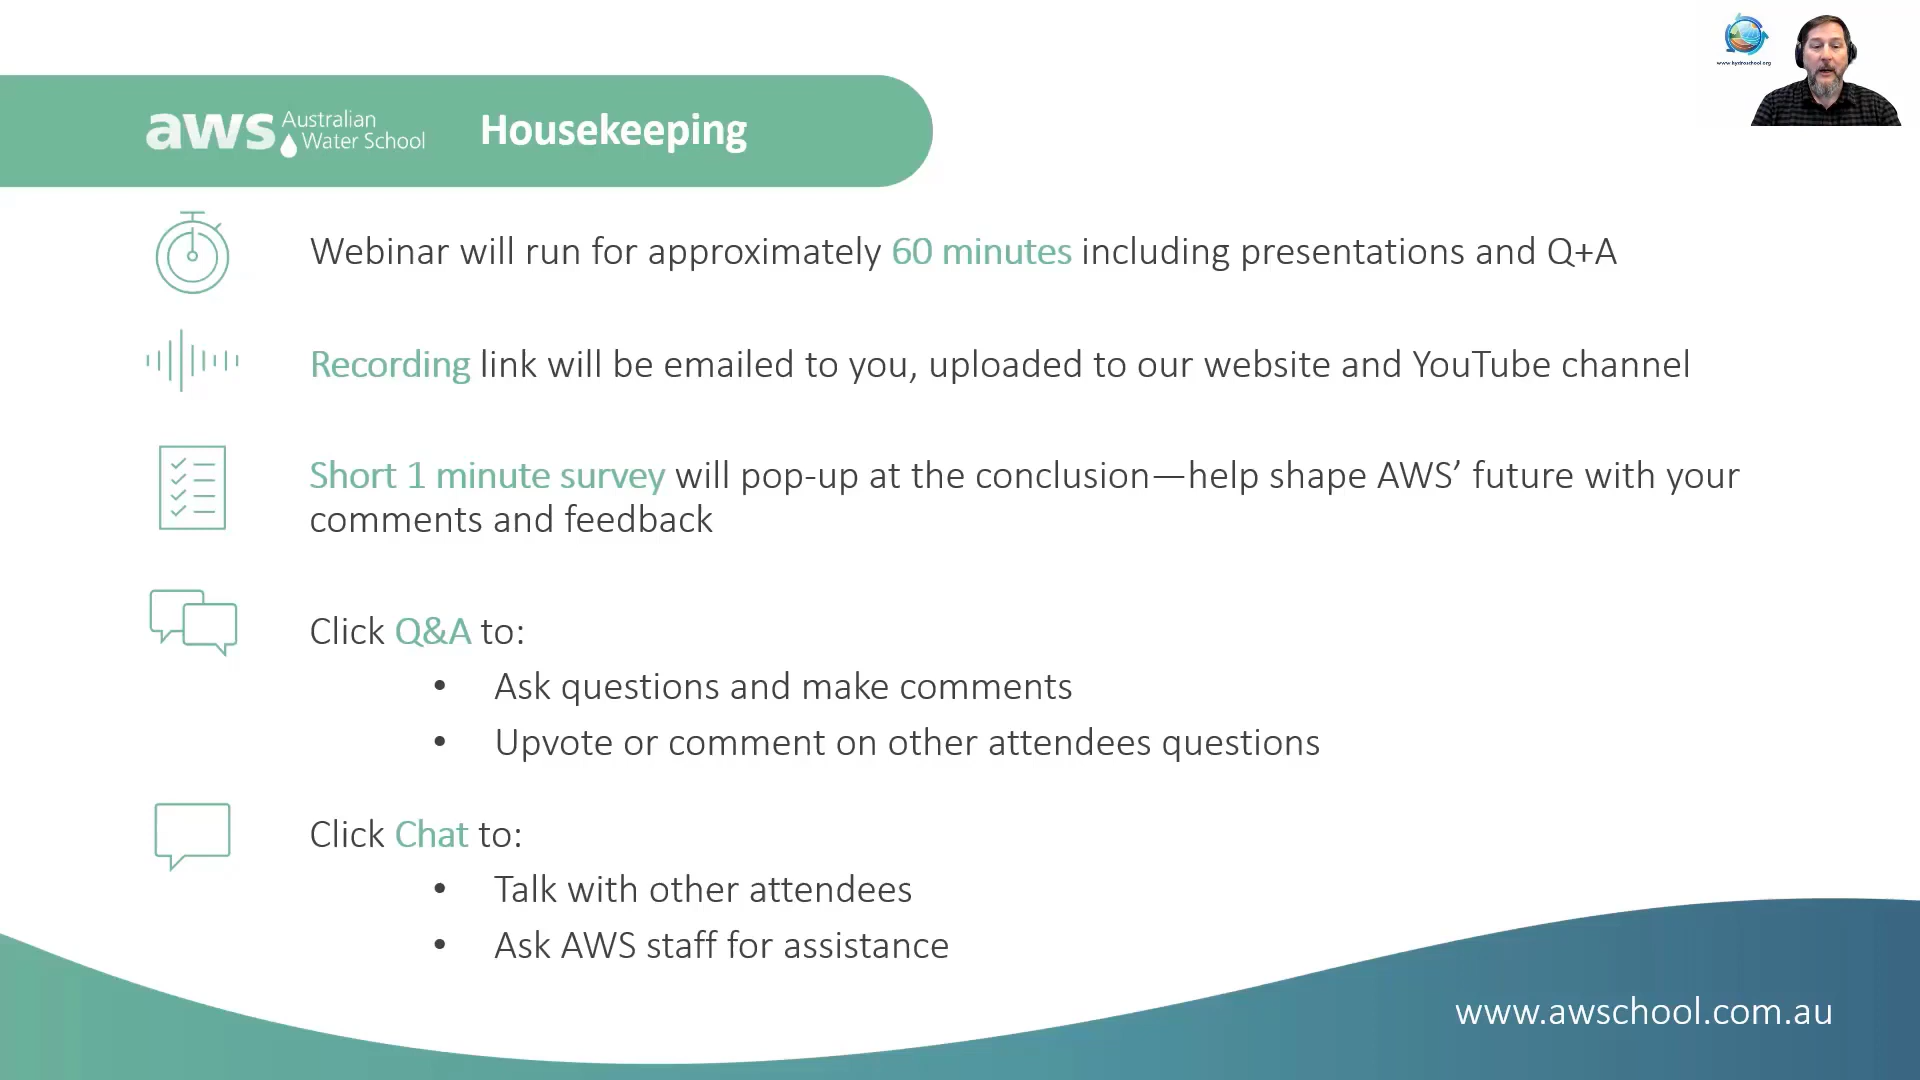 www.hydroschool.org
aws Australian
Water School
Housekeeping
Webinar will run for approximately 60 minutes including presentations and Q+A
Recording link will be emailed to you, uploaded to our website and YouTube channel
Short 1 minute survey will pop-up at the conclusion—help shape AWS’ future with your
comments and feedback
Click Q&A to:
• Ask questions and make comments
• Upvote or comment on other attendees questions
Click Chat to:
• Talk with other attendees
• Ask AWS staff for assistance
www.awschool.com.au